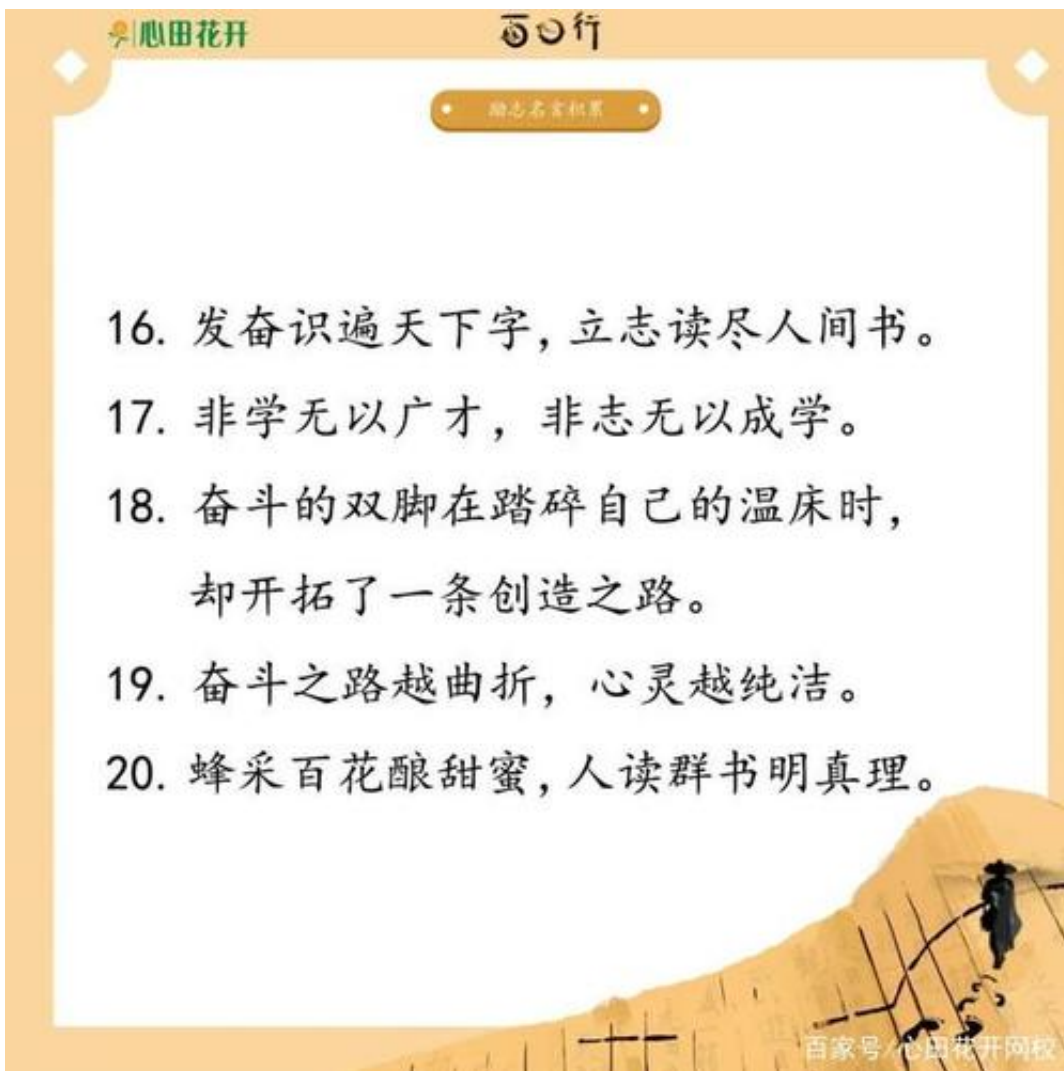 心田花开
百日行
励志名言积累
16. 发奋识遍天下字，立志读尽人间书。
17. 非学无以广才，非志无以成学。
18. 奋斗的双脚在踏碎自己的温床时，
却开拓了一条创造之路。
19. 奋斗之路越曲折，心灵越纯洁。
20. 蜂采百花酿甜蜜，人读群书明真理。
百家号/心田花开网校